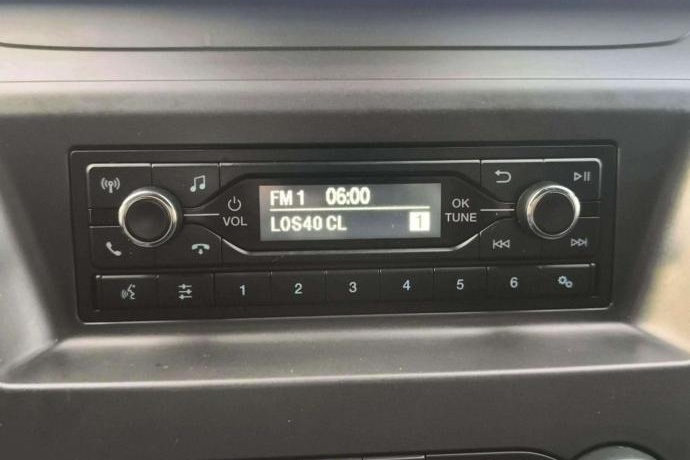 FM 1 06:00
LOS40 CL 1
VOL
OK
TUNE
1 2 3 4 5 6